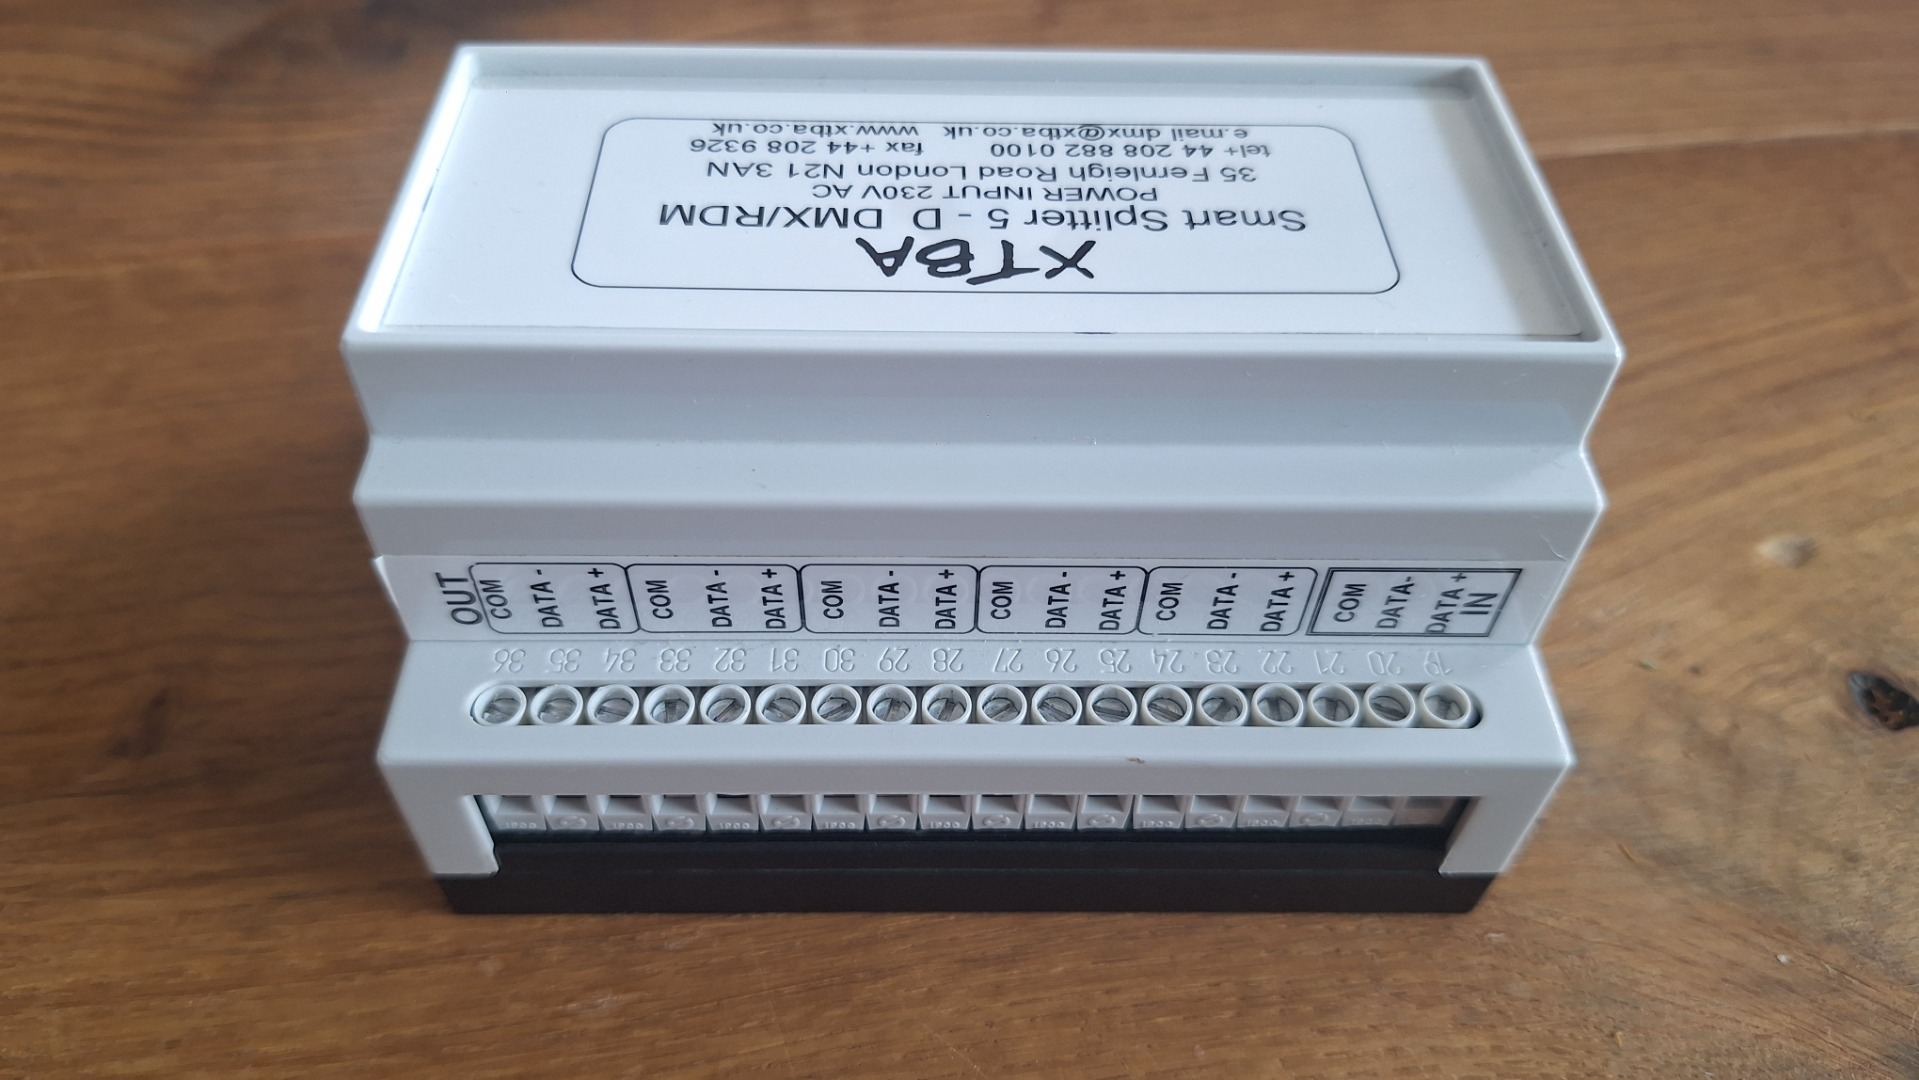 XTBA
Smart Splitter 5 - D DMX/RDM
POWER INPUT 230V AC
35 Fernleigh Road London N21 3AN
tel+ 44 208 882 0100 fax +44 208 9326
e.mail dmx@xtba.co.uk www.xtba.co.uk
OUT
COM DATA - DATA + COM DATA - DATA + COM DATA - DATA + COM DATA - DATA + COM DATA - DATA + COM DATA- DATA +
IN
36 35 34 33 32 31 30 29 28 27 26 25 24 23 22 21 20 19